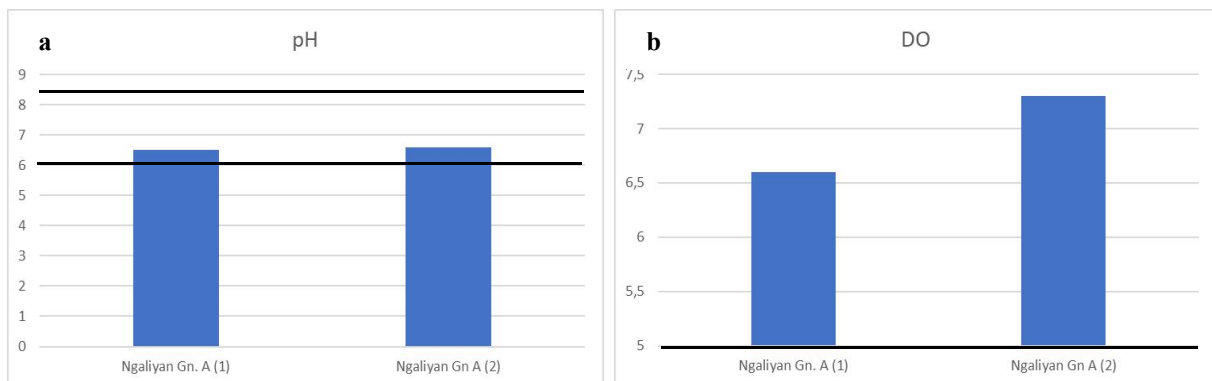 a
pH
9
8
7
6
5
4
3
2
1
0
Ngaliyan Gn. A (1)
Ngaliyan Gn A (2)
b
DO
7,5
7
6,5
6
5,5
5
Ngaliyan Gn. A (1)
Ngaliyan Gn A (2)